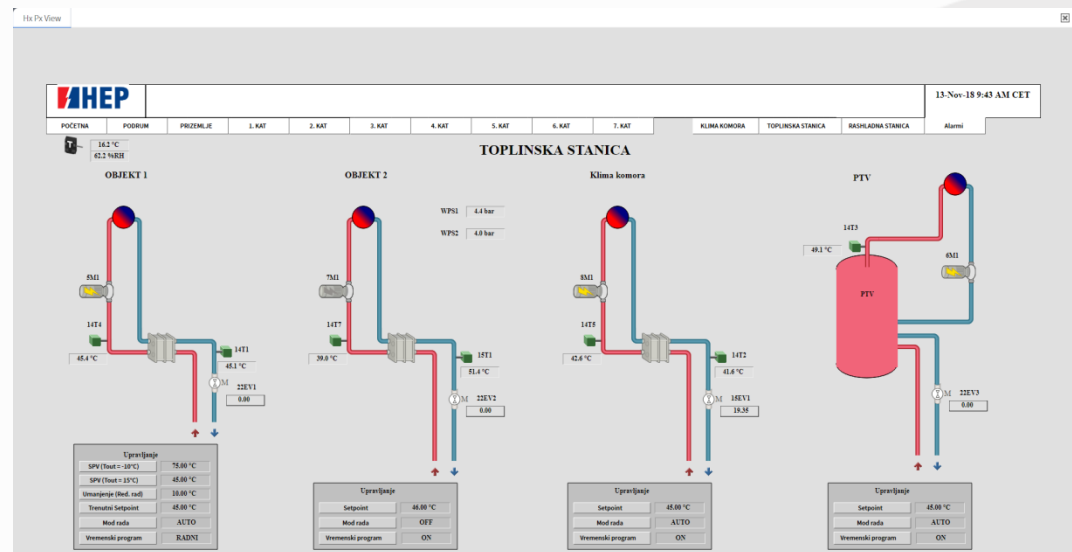 Hx Px View
HEP
13-Nov-18 9:43 AM CET
POČETNA PODRUM PRIZEMLJE 1. KAT 2. KAT 3. KAT 4. KAT 5. KAT 6. KAT 7. KAT KLIMA KOMORA TOPLINSKA STANICA RASHLADNA STANICA Alarmi
T
16.2 °C
62.2 %RH
TOPLINSKA STANICA
OBJEKT 1
5M1
14T4
45.4 °C
14T1
45.1 °C
M
22EV1
0.00
Upravljanje
SPV (Tout = -10°C) 75.00 °C
SPV (Tout = 15°C) 45.00 °C
Umanjenje (Red. rad) 10.00 °C
Trenutni Setpoint 45.00 °C
Mod rada AUTO
Vremenski program RADNI
OBJEKT 2
WPS1 4.4 bar
WPS2 4.0 bar
7M1
14T7
39.0 °C
15T1
51.4 °C
M
22EV2
0.00
Upravljanje
Setpoint 46.00 °C
Mod rada OFF
Vremenski program ON
Klima komora
8M1
14T5
42.6 °C
14T2
41.6 °C
M
15EV1
19.35
Upravljanje
Setpoint 45.00 °C
Mod rada AUTO
Vremenski program ON
PTV
14T3
49.1 °C
6M1
PTV
M
22EV3
0.00
Upravljanje
Setpoint 45.00 °C
Mod rada AUTO
Vremenski program ON